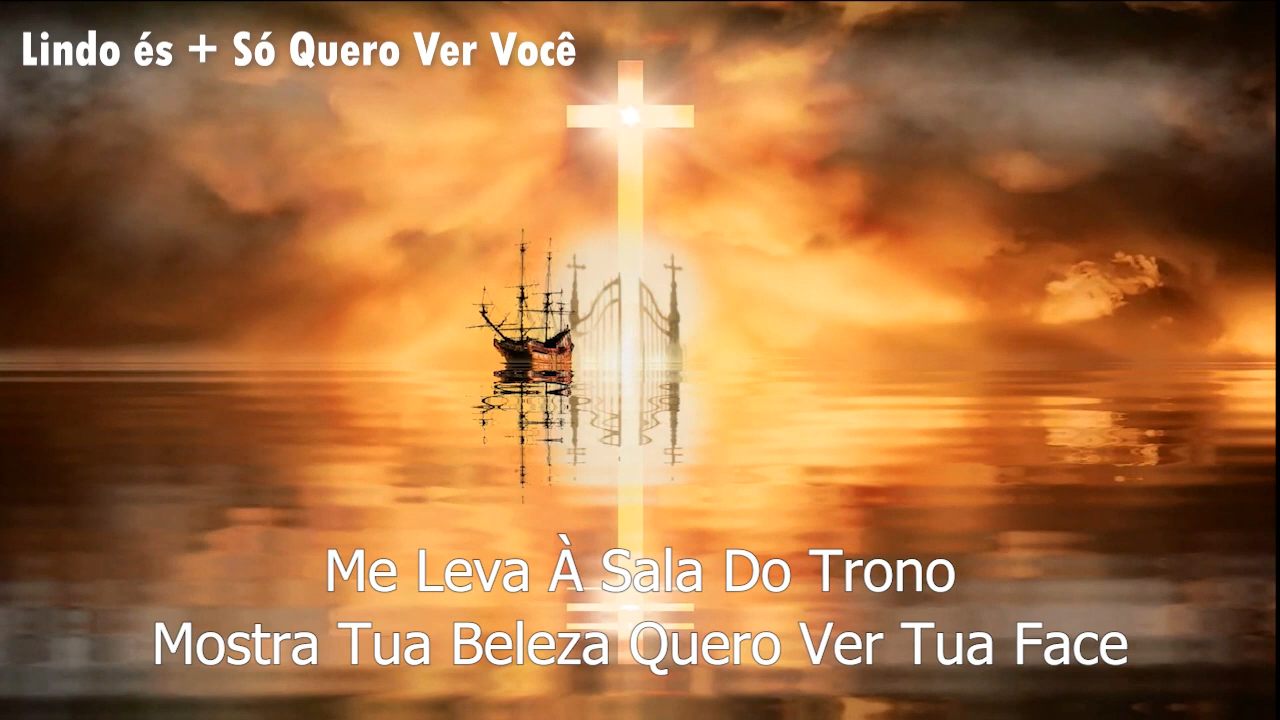 Lindo és + Só Quero Ver Você
Me Leva À Sala Do Trono
Mostra Tua Beleza Quero Ver Tua Face